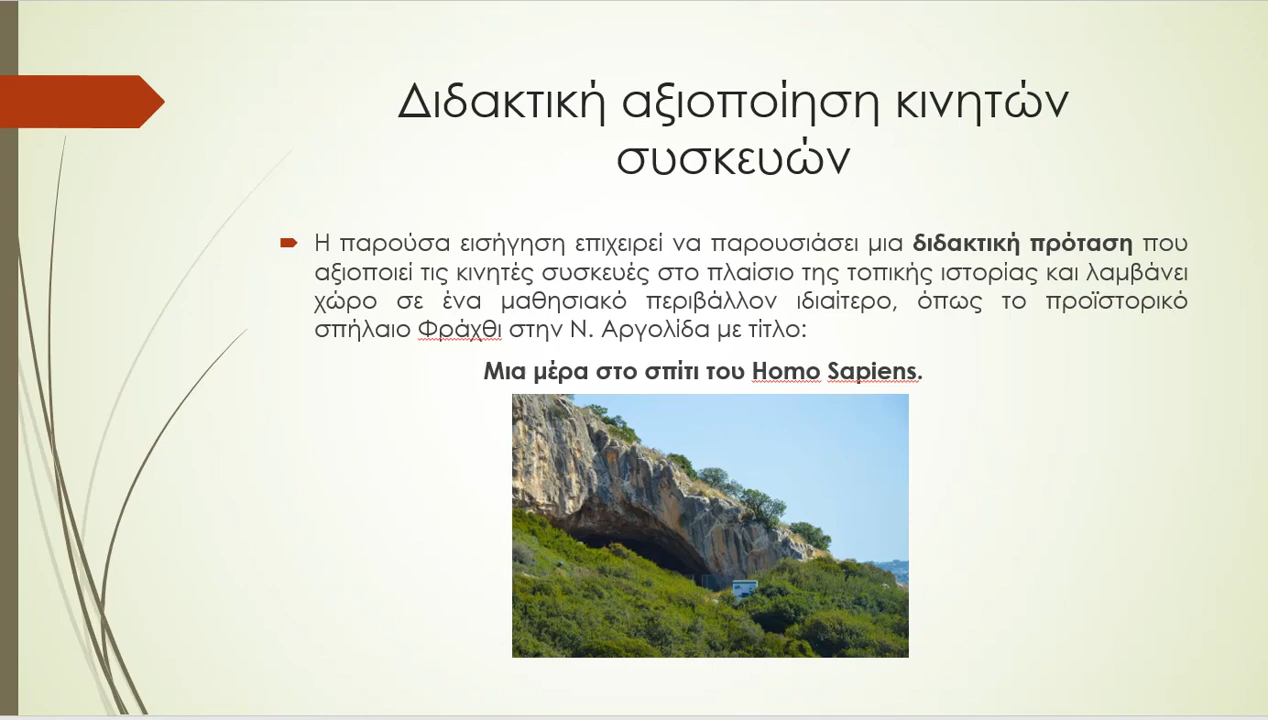 Διδακτική αξιοποίηση κινητών
συσκευών
Η παρούσα εισήγηση επιχειρεί να παρουσιάσει μια διδακτική πρόταση που
αξιοποιεί τις κινητές συσκευές στο πλαίσιο της τοπικής ιστορίας και λαμβάνει
χώρο σε ένα μαθησιακό περιβάλλον ιδιαίτερο, όπως το προϊστορικό
σπήλαιο Φράχθι στην Ν. Αργολίδα με τίτλο:
Μια μέρα στο σπίτι του Homo Sapiens.